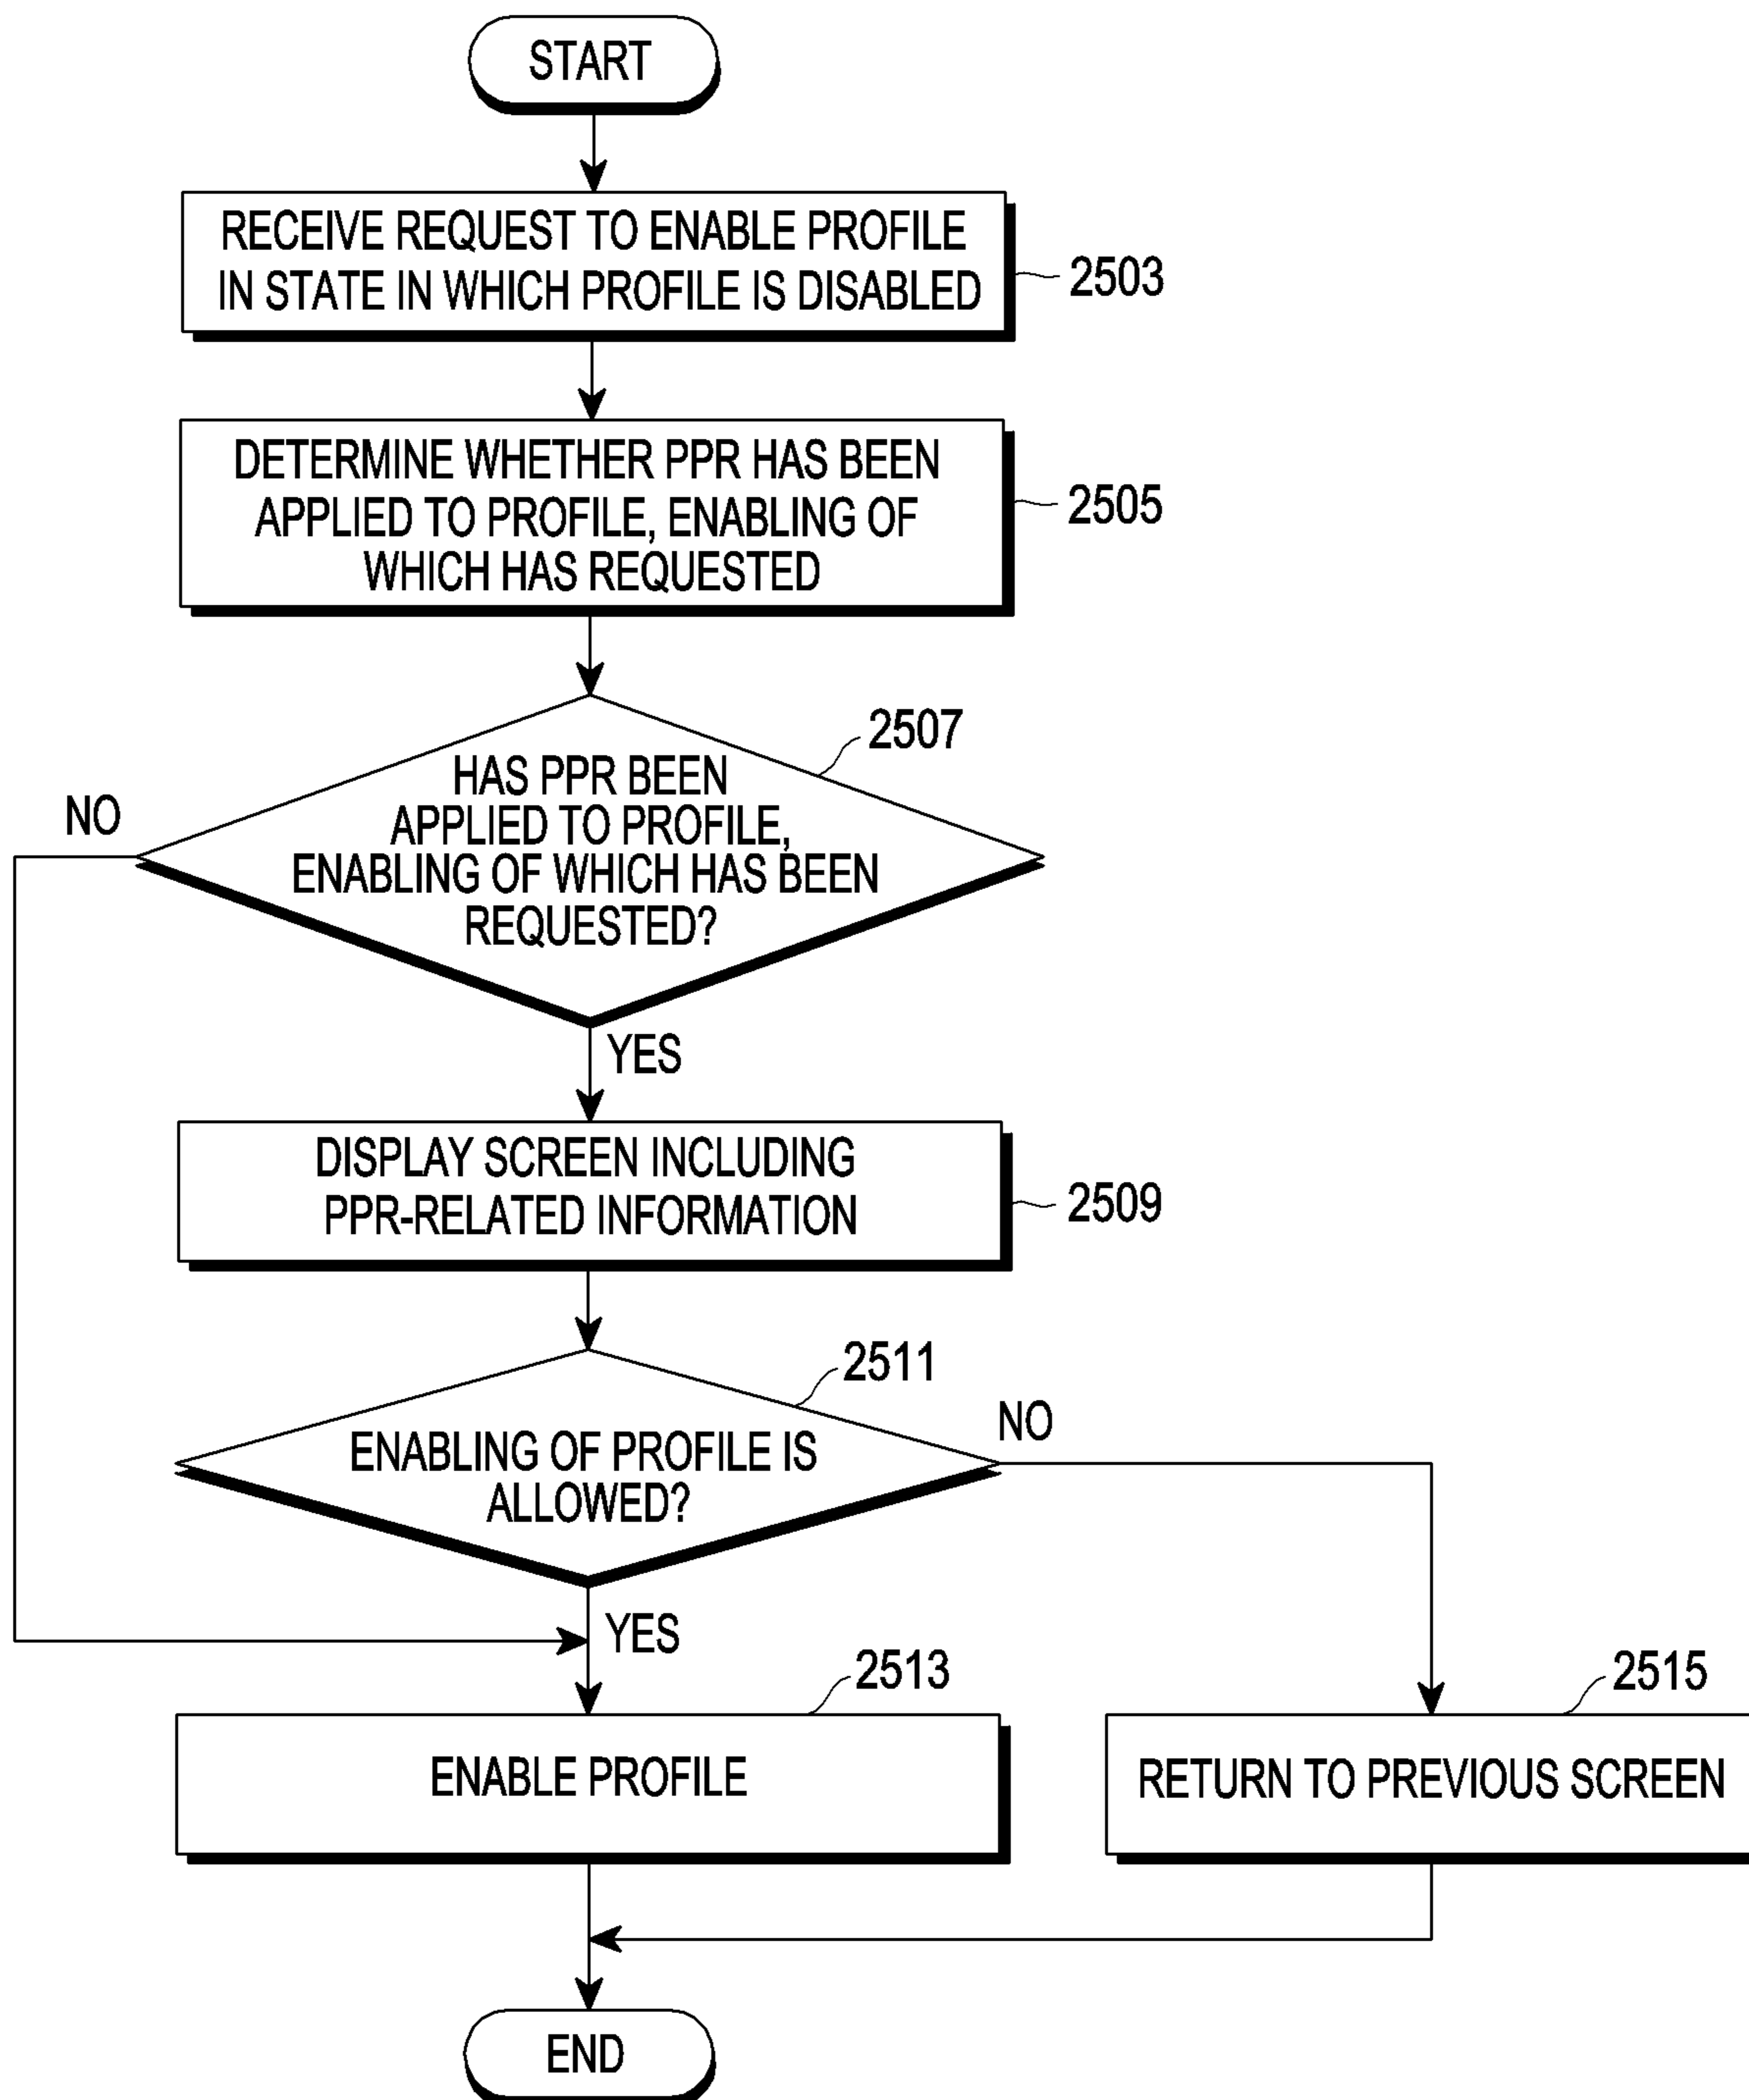 START
RECEIVE REQUEST TO ENABLE PROFILE
IN STATE IN WHICH PROFILE IS DISABLED
2503
DETERMINE WHETHER PPR HAS BEEN
APPLIED TO PROFILE, ENABLING OF
WHICH HAS REQUESTED
2505
2507
HAS PPR BEEN
APPLIED TO PROFILE,
ENABLING OF WHICH HAS BEEN
REQUESTED?
NO
YES
DISPLAY SCREEN INCLUDING
PPR-RELATED INFORMATION
2509
2511
ENABLING OF PROFILE IS
ALLOWED?
NO
YES
2513
ENABLE PROFILE
2515
RETURN TO PREVIOUS SCREEN
END